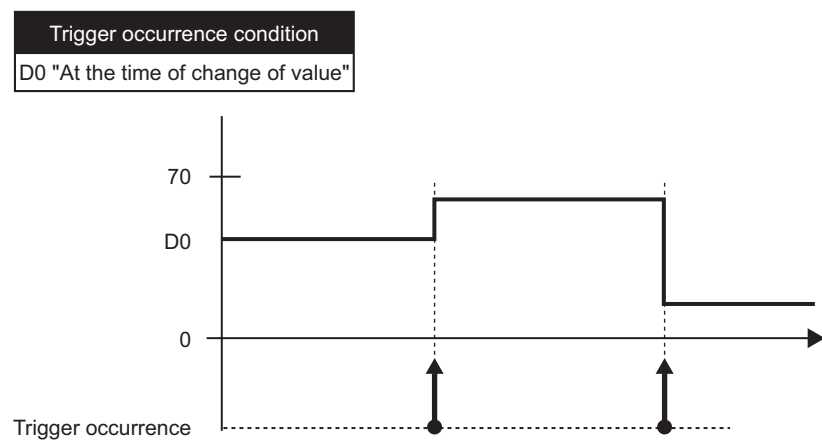 Trigger occurrence condition
D0 "At the time of change of value"
70
D0
0
Trigger occurrence